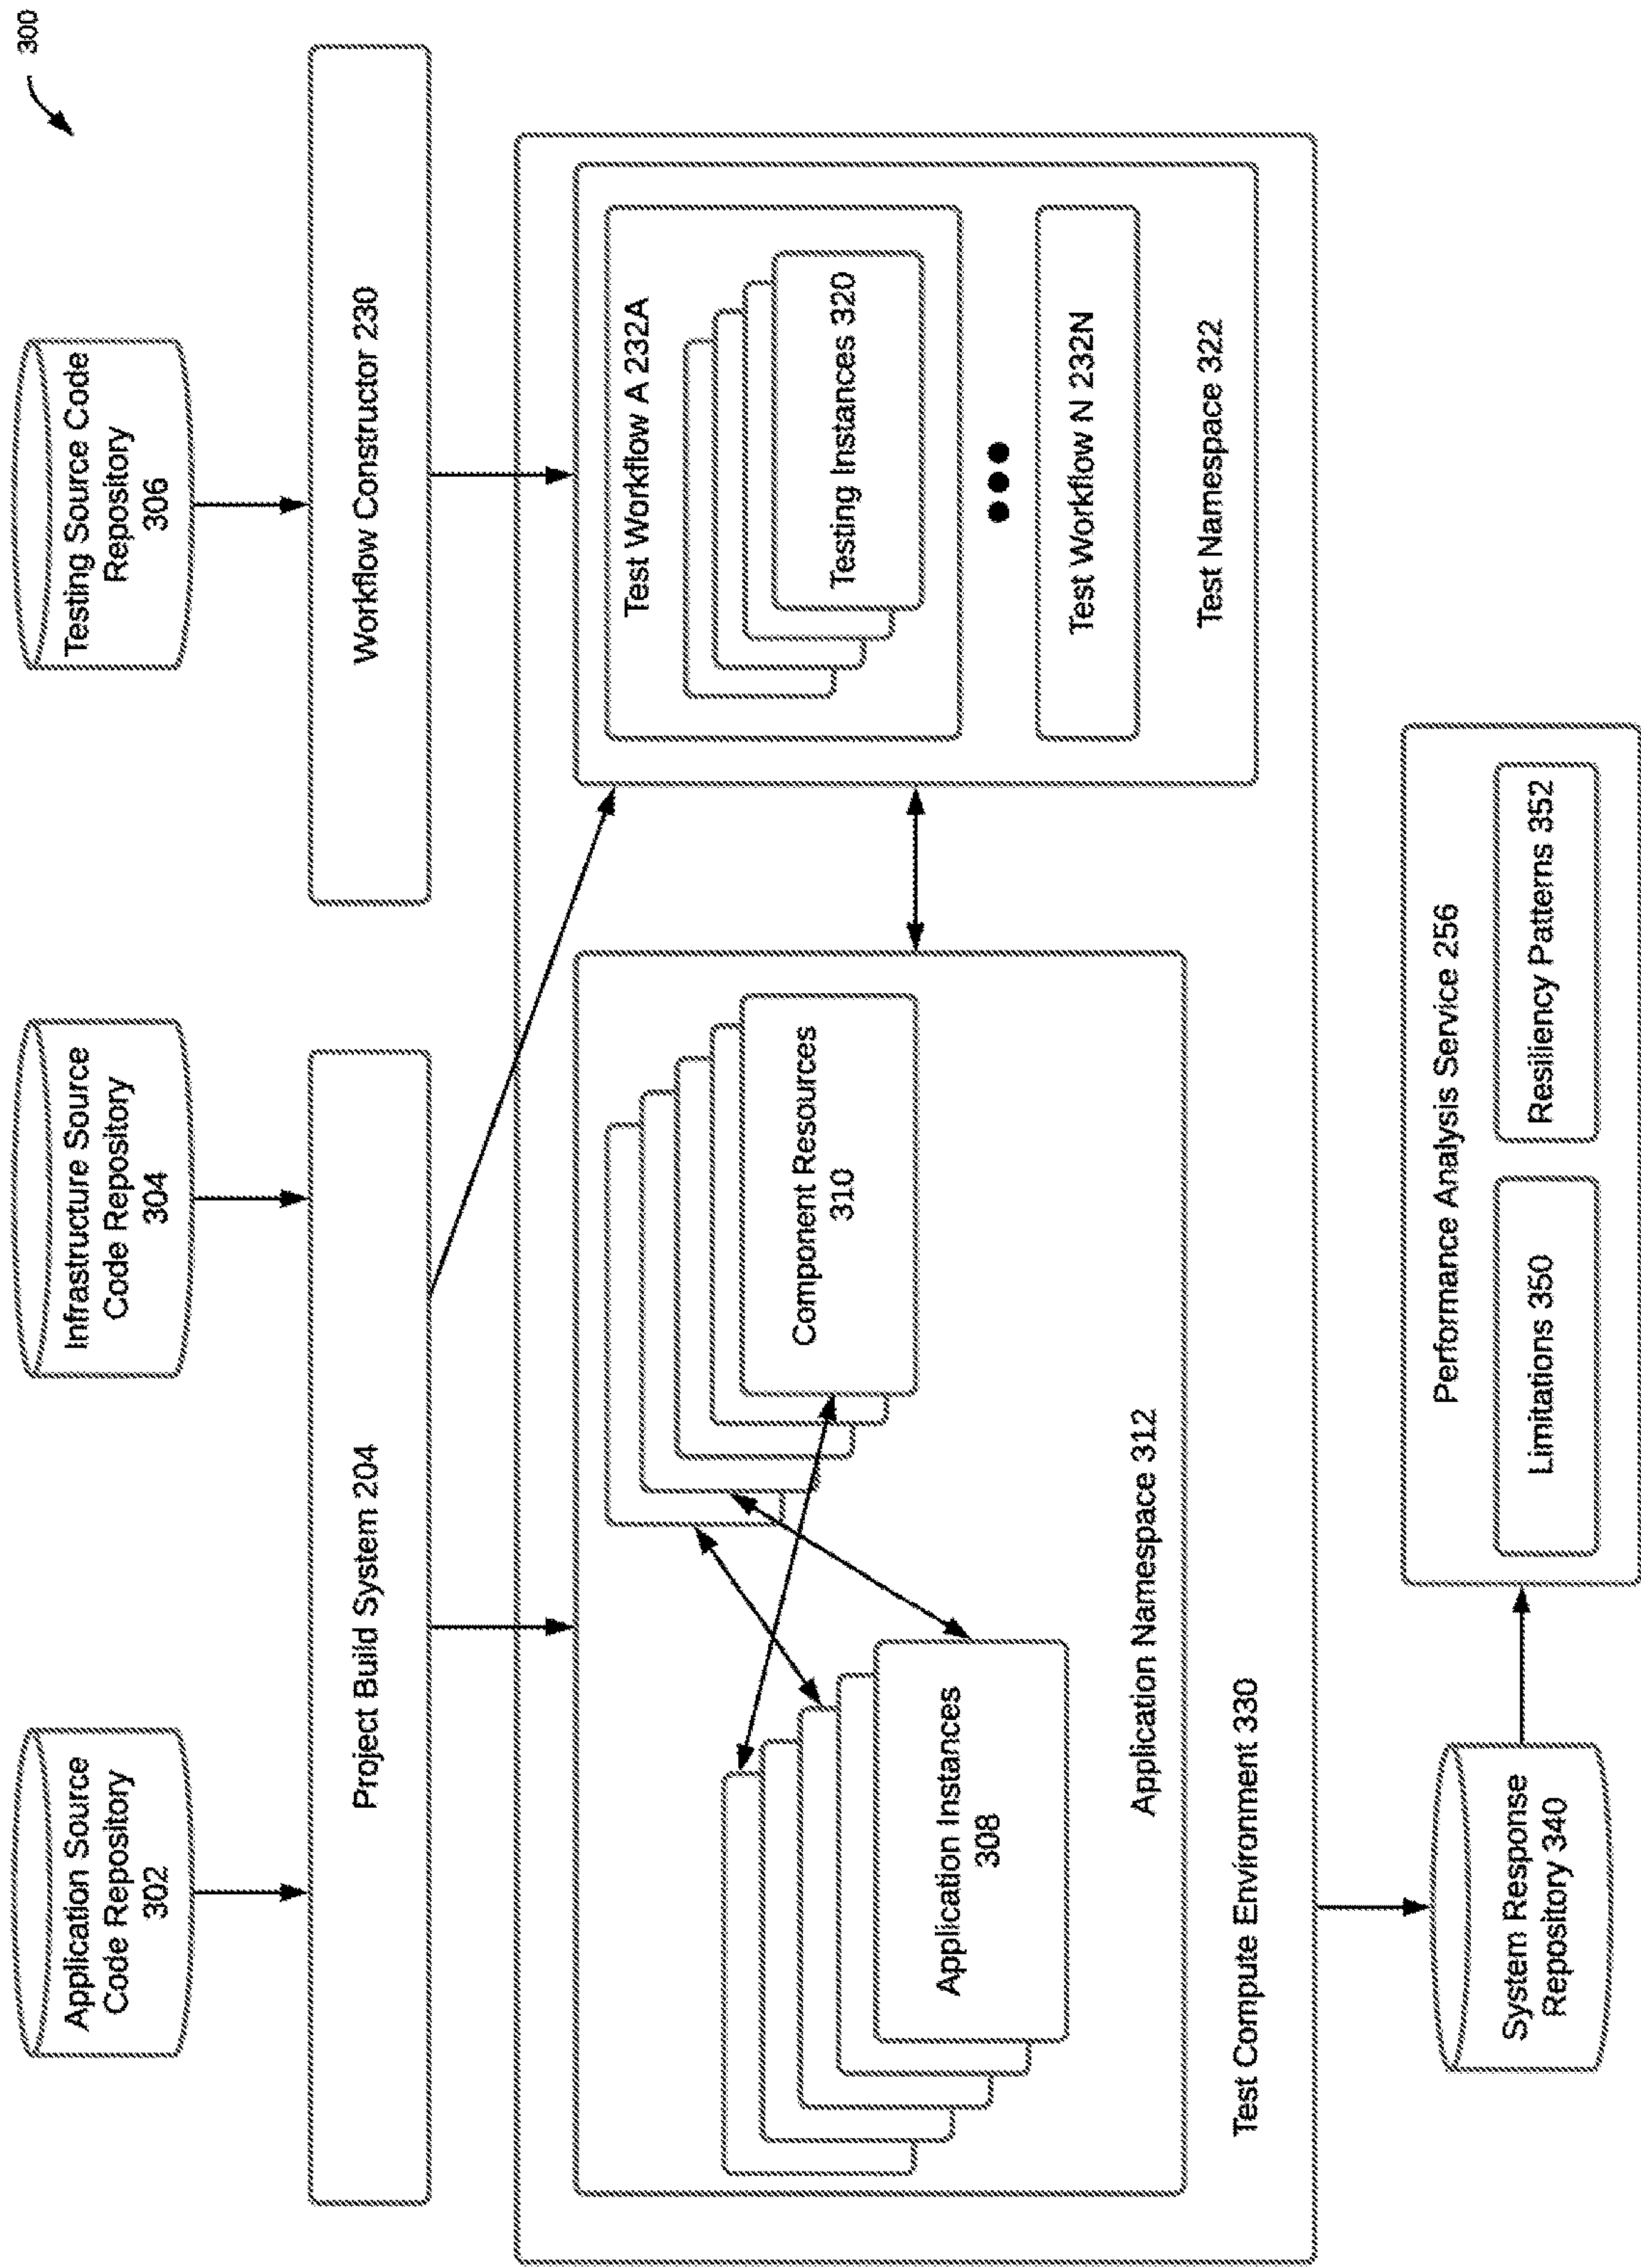 300
Application Source
Code Repository
302
Infrastructure Source
Code Repository
304
Testing Source Code
Repository
306
Project Build System 204
Workflow Constructor 230
Component Resources
310
Application Instances
308
Application Namespace 312
Test Workflow A 232A
Testing Instances 320
Test Workflow N 232N
Test Namespace 322
Test Compute Environment 330
System Response
Repository 340
Performance Analysis Service 256
Limitations 350
Resiliency Patterns 352